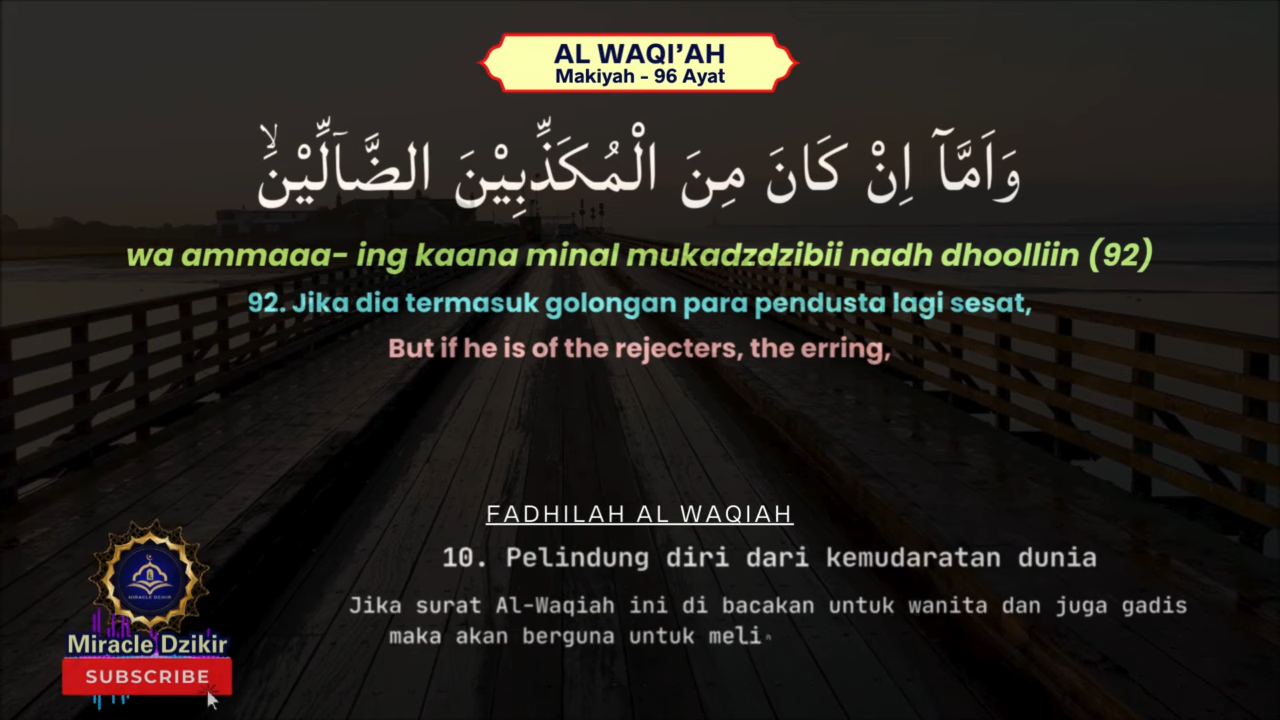 AL WAQI'AH
Makiyah - 96 Ayat
وَاَمَّآ اِنْ كَانَ مِنَ الْمُكَذِّبِيْنَ الضَّاۤلِّيْنَۙ
wa ammaaa- ing kaana minal mukadzdzibii nadh dhoolliin (92)
92. Jika dia termasuk golongan para pendusta lagi sesat,
But if he is of the rejecters, the erring,
FADHILAH AL WAQIAH
10. Pelindung diri dari kemudaratan dunia
Jika surat Al-Waqiah ini di bacakan untuk wanita dan juga gadis
maka akan berguna untuk meli
MIRACLE DZIKIR
Miracle Dzikir
SUBSCRIBE